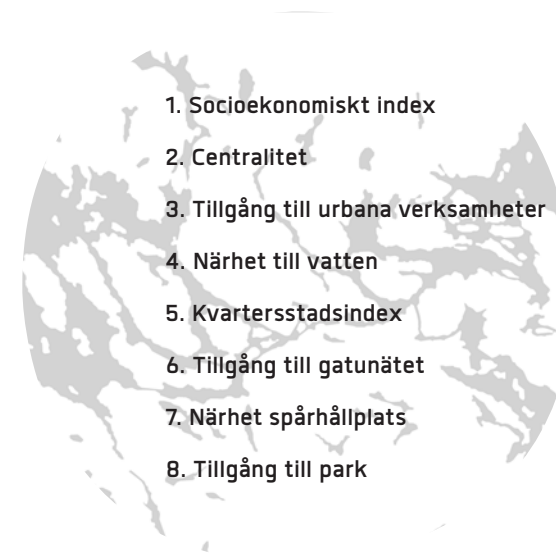 1. Socioekonomiskt index
2. Centralitet
3. Tillgång till urbana verksamheter
4. Närhet till vatten
5. Kvartersstadsindex
6. Tillgång till gatunätet
7. Närhet spårhållplats
8. Tillgång till park